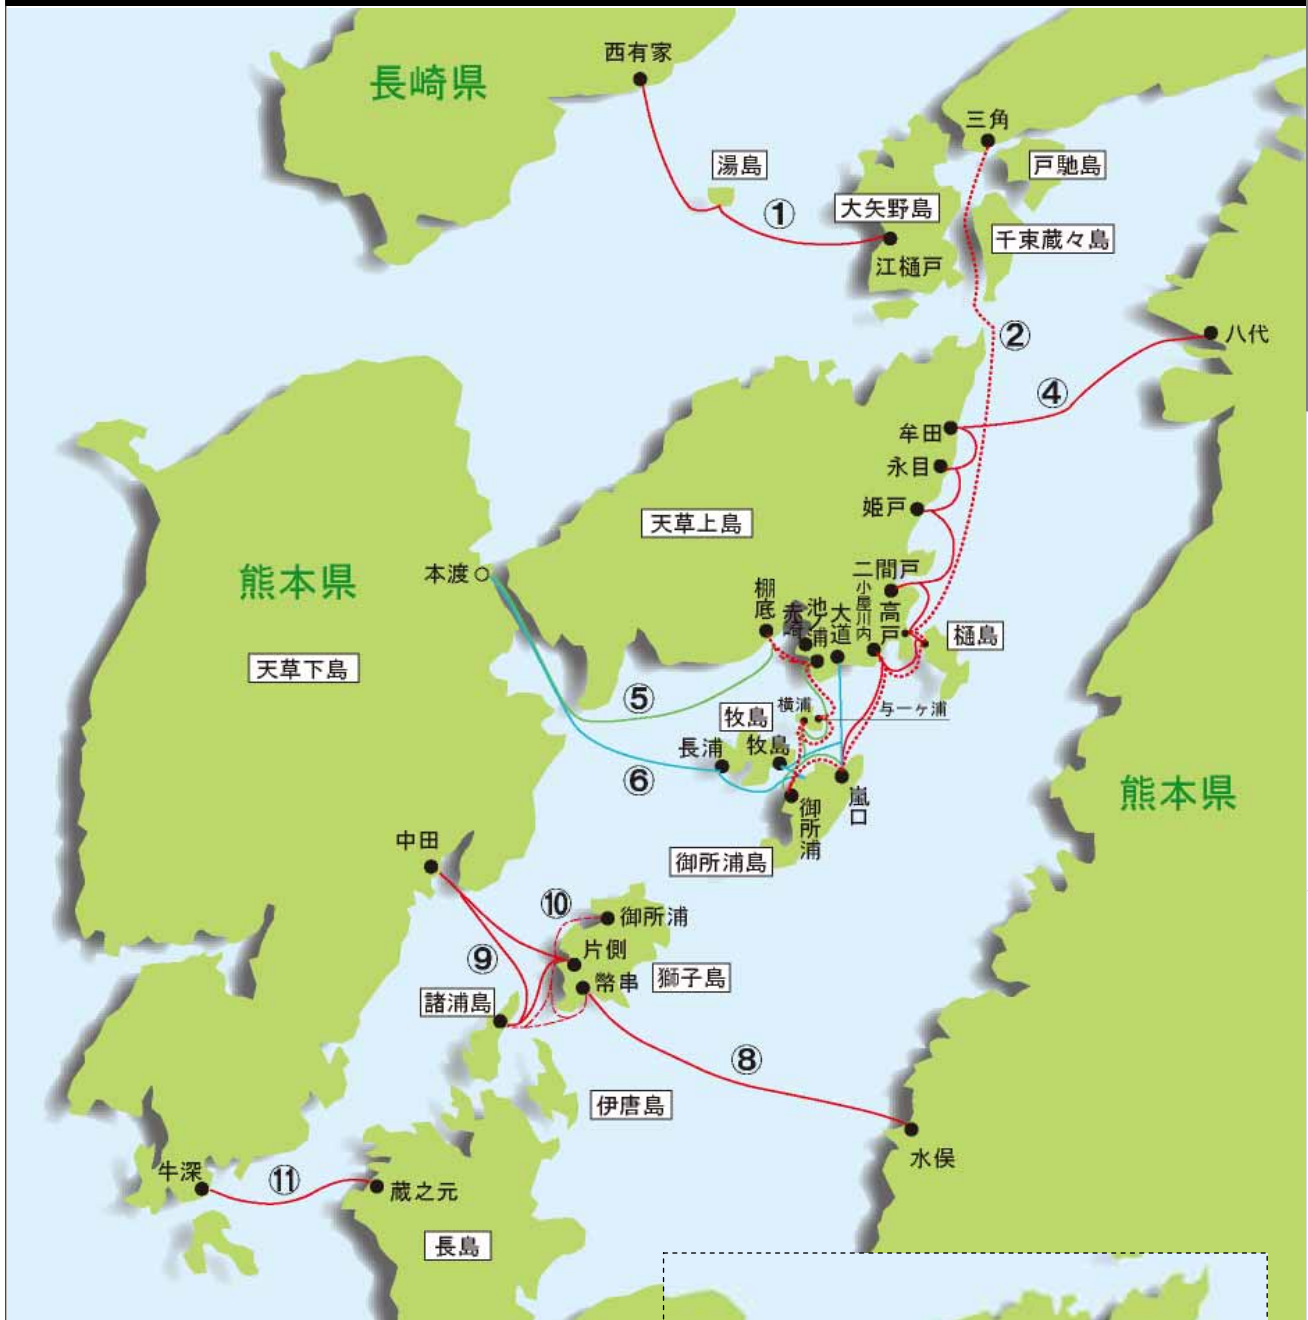 西有家
長崎県
三角
湯島
戸馳島
①
大矢野島
千束蔵々島
江樋戸
②
八代
④
牟田
永目
姫戸
天草上島
本渡
熊本県
二間戸
棚底
赤崎
池ノ浦
大道
小屋川内
高戸
樋島
天草下島
⑤
牧島
横浦
与一ヶ浦
長浦
牧島
⑥
嵐口
御所浦
熊本県
中田
御所浦島
⑩
御所浦
片側
⑨
幣串
獅子島
諸浦島
⑧
伊唐島
水俣
牛深
⑪
蔵之元
長島